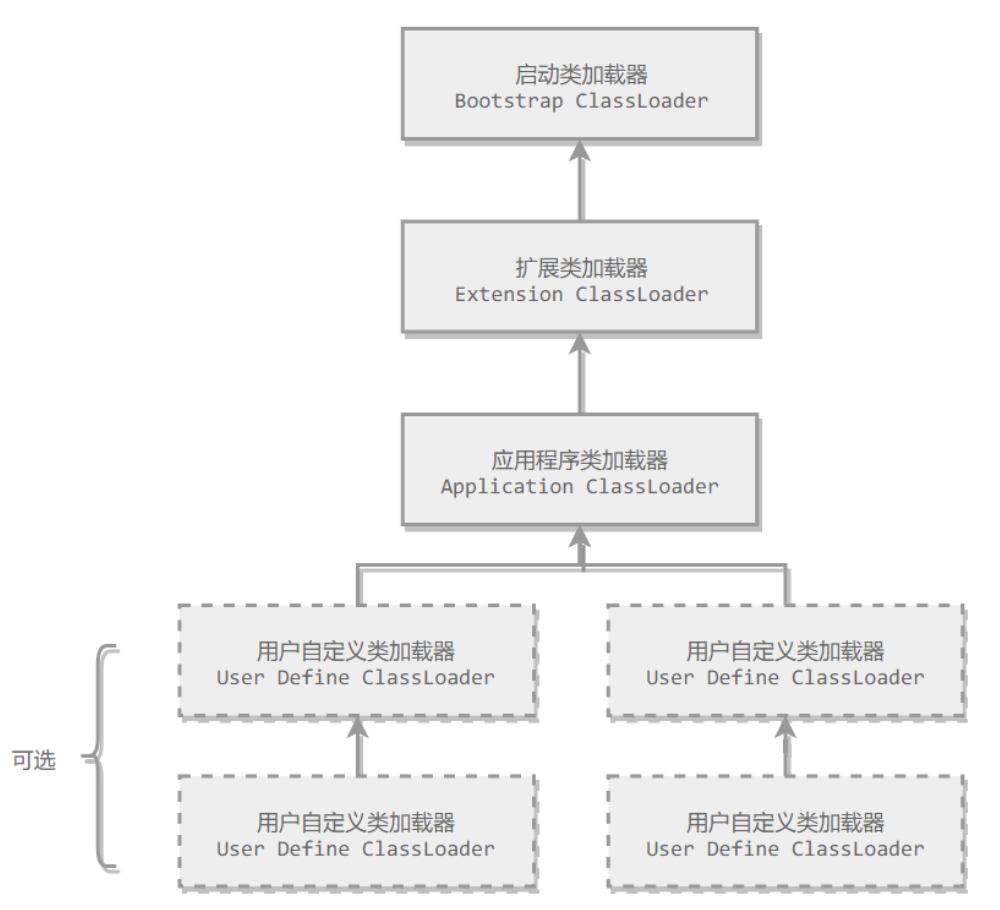 启动类加载器
Bootstrap ClassLoader
扩展类加载器
Extension ClassLoader
应用程序类加载器
Application ClassLoader
用户自定义类加载器
User Define ClassLoader
用户自定义类加载器
User Define ClassLoader
可选
用户自定义类加载器
User Define ClassLoader
用户自定义类加载器
User Define ClassLoader